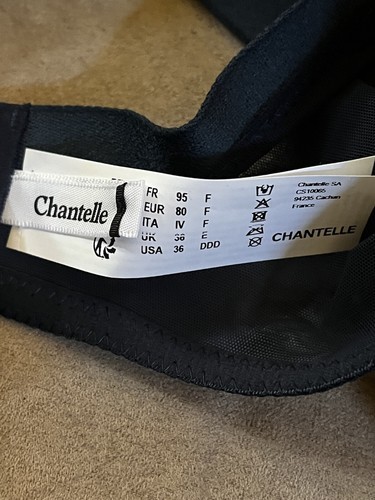 Chantelle
FR 95 F
EUR 80 F
ITA IV F
UK 36 E
USA 36 DDD
Chantelle SA
CS10065
94235 Cachan
France
CHANTELLE